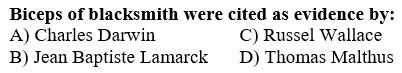 Biceps of blacksmith were cited as evidence by:
A) Charles Darwin C) Russel Wallace
B) Jean Baptiste Lamarck D) Thomas Malthus